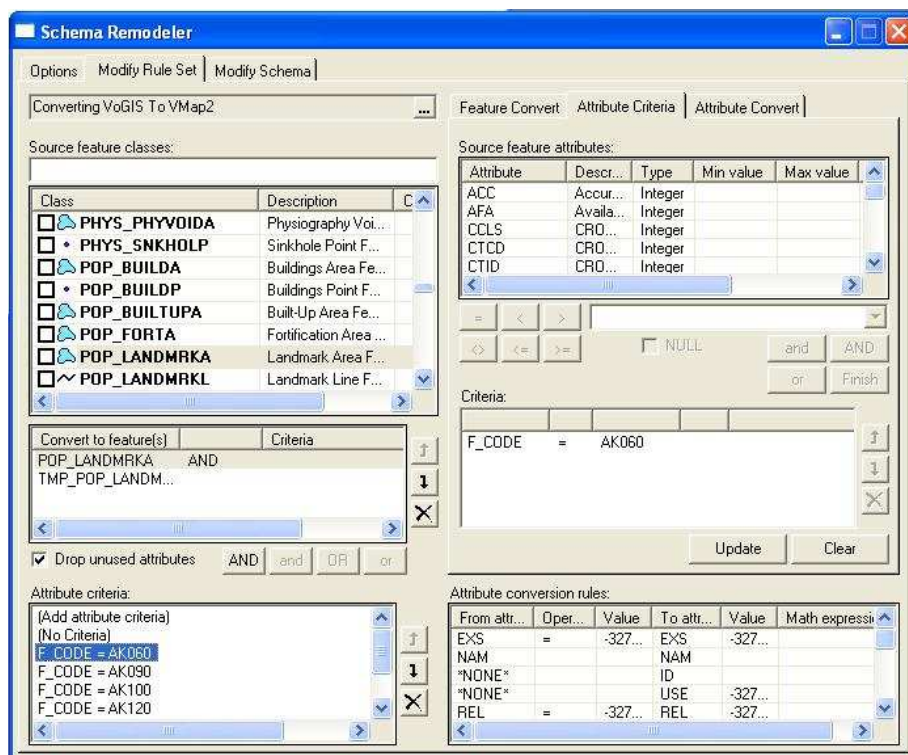 Schema Remodeler
Options Modify Rule Set Modify Schema
Converting VoGIS To VMap2 ...
Source feature classes:
Class Description C
PHYS_PHYVOIDA Physiography Voi...
PHYS_SNKHOLP Sinkhole Point F...
POP_BUILDA Buildings Area Fe...
POP_BUILDP Buildings Point F...
POP_BUILTUPA Built-Up Area Fe...
POP_FORTA Fortification Area ...
POP_LANDMRKA Landmark Area F...
POP_LANDMRKL Landmark Line F...
Convert to feature(s) Criteria
POP_LANDMRKA AND
TMP_POP_LANDM...
Drop unused attributes AND and OR or
Attribute criteria:
(Add attribute criteria)
(No Criteria)
F_CODE = AK060
F_CODE = AK090
F_CODE = AK100
F_CODE = AK120
Feature Convert Attribute Criteria Attribute Convert
Source feature attributes:
Attribute Descr... Type Min value Max value
ACC Accur... Integer
AFA Availa... Integer
CCLS CRO... Integer
CTCD CRO... Integer
CTID CRO... Integer
= < >
<> <= >= NULL and AND
or Finish
Criteria:
F_CODE = AK060
Update Clear
Attribute conversion rules:
From attr... Oper... Value To attr... Value Math expressi
EXS = -327... EXS -327...
NAM NAM
*NONE* ID
*NONE* USE -327...
REL = -327... REL -327...